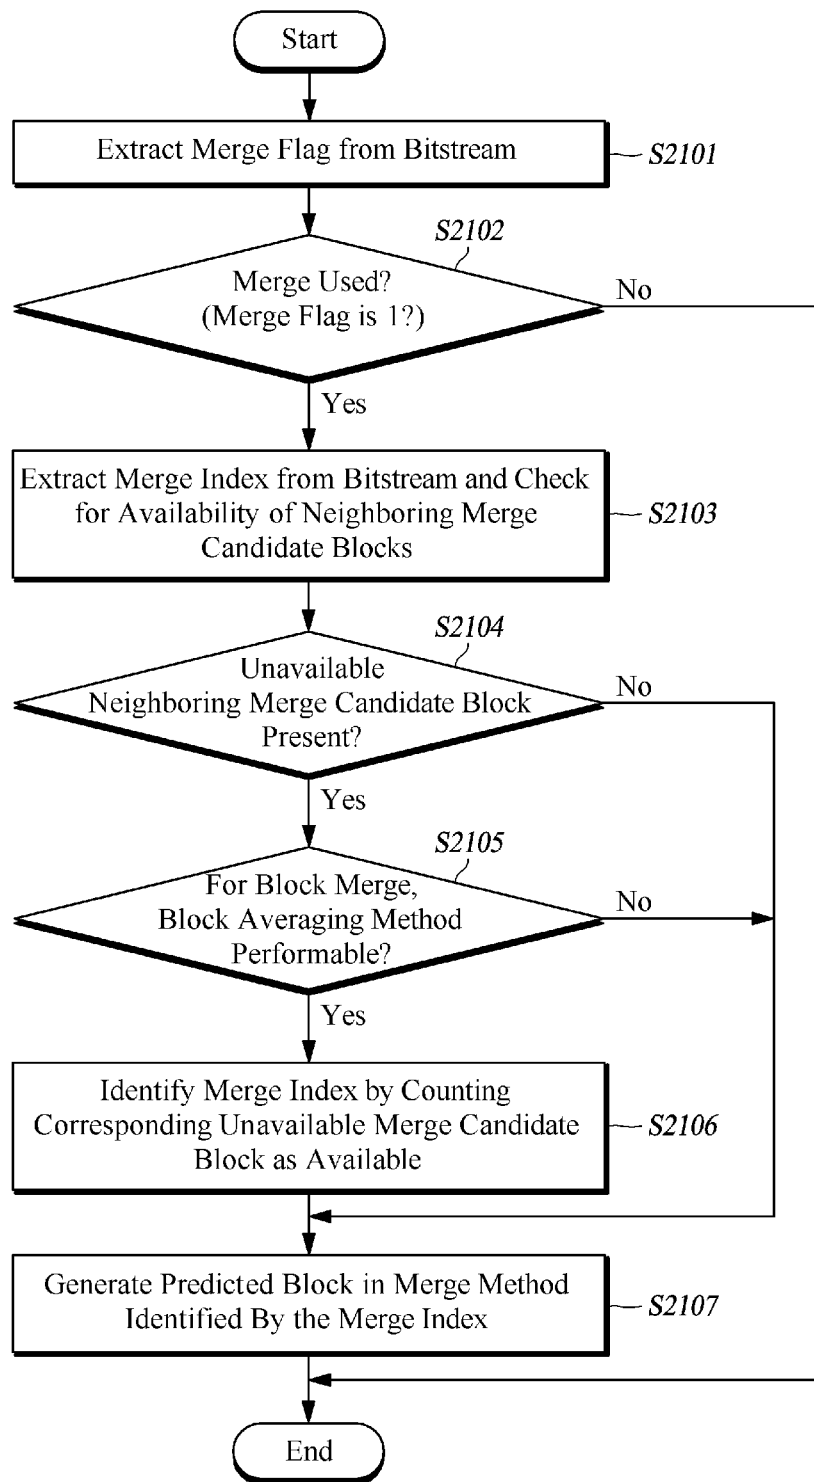 Start
Extract Merge Flag from Bitstream
S2101
S2102
Merge Used?
(Merge Flag is 1?)
No
Yes
Extract Merge Index from Bitstream and Check
for Availability of Neighboring Merge
Candidate Blocks
S2103
S2104
Unavailable
Neighboring Merge Candidate Block
Present?
No
Yes
S2105
For Block Merge,
Block Averaging Method
Performable?
No
Yes
Identify Merge Index by Counting
Corresponding Unavailable Merge Candidate
Block as Available
S2106
Generate Predicted Block in Merge Method
Identified By the Merge Index
S2107
End